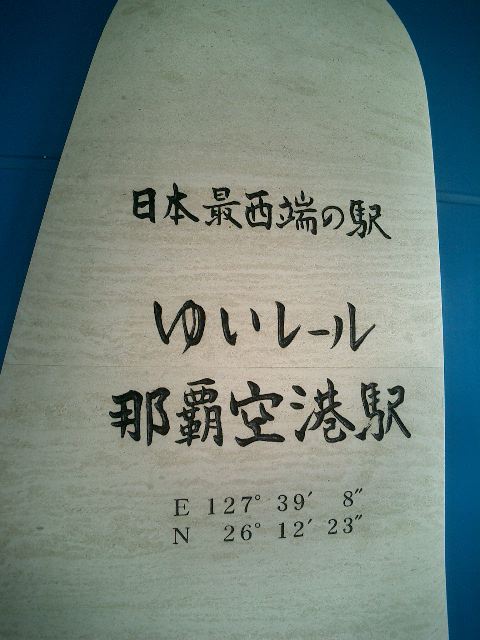 日本最西端の駅
ゆいレール
那覇空港駅
E 127° 39′ 8″
N 26° 12′ 23″